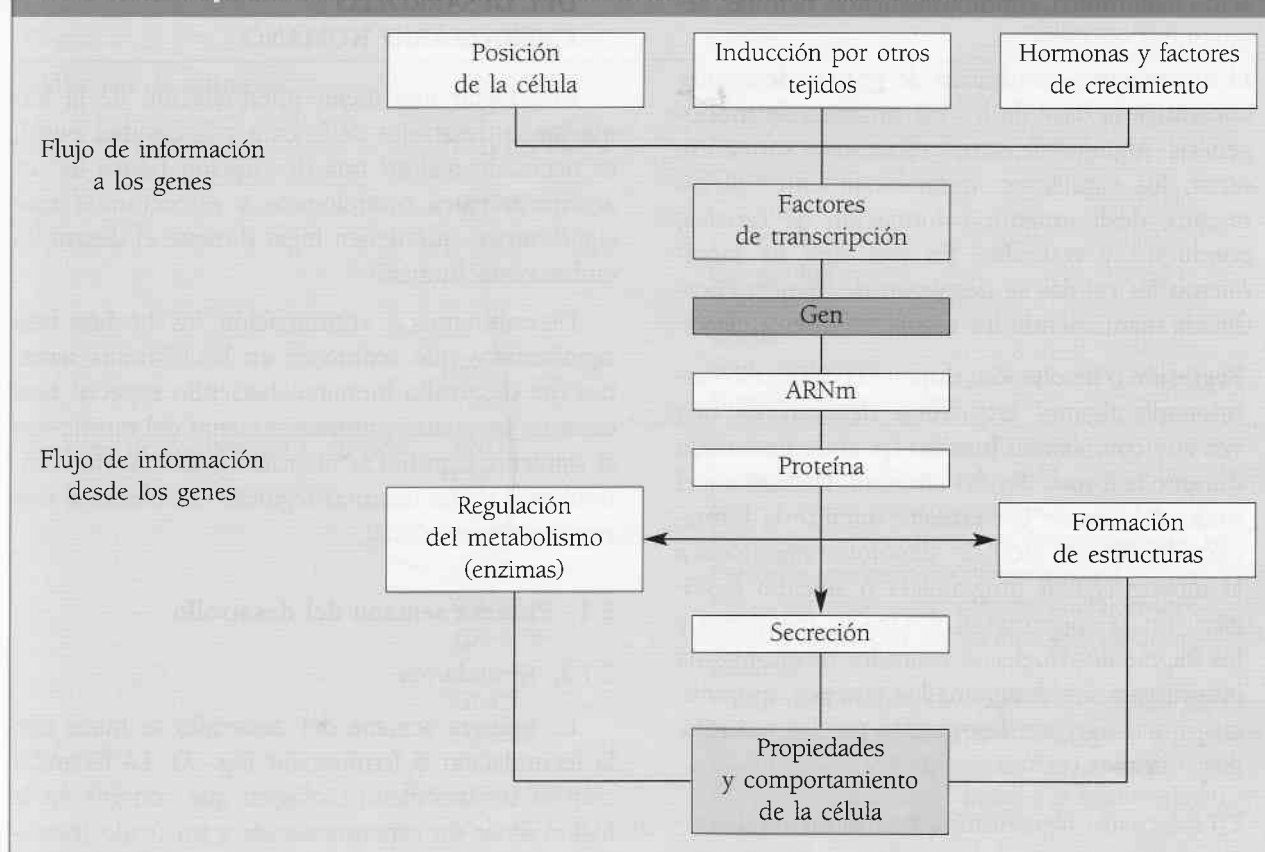 Posición
de la célula
Inducción por otros
tejidos
Hormonas y factores
de crecimiento
Flujo de información
a los genes
Factores
de transcripción
Gen
ARNm
Proteína
Flujo de información
desde los genes
Regulación
del metabolismo
(enzimas)
Formación
de estructuras
Secreción
Propiedades
y comportamiento
de la célula